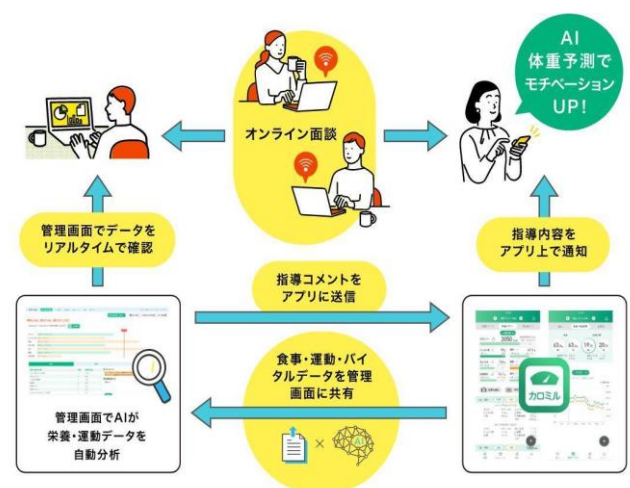 AI
体重予測で
モチベーション
UP!
オンライン面談
管理画面でデータを
リアルタイムで確認
指導内容を
アプリ上で通知
指導コメントを
アプリに送信
食事・運動・バイ
タルデータを管理
画面に共有
AI
管理画面でAIが
栄養・運動データを
自動分析
カロミル